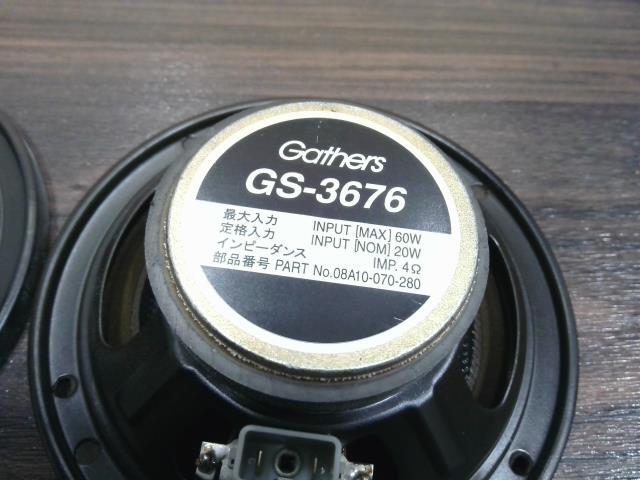 Gathers
GS-3676
最大入力 INPUT [MAX] 60W
定格入力 INPUT [NOM] 20W
インピーダンス IMP. 4Ω
部品番号 PART No.08A10-070-280